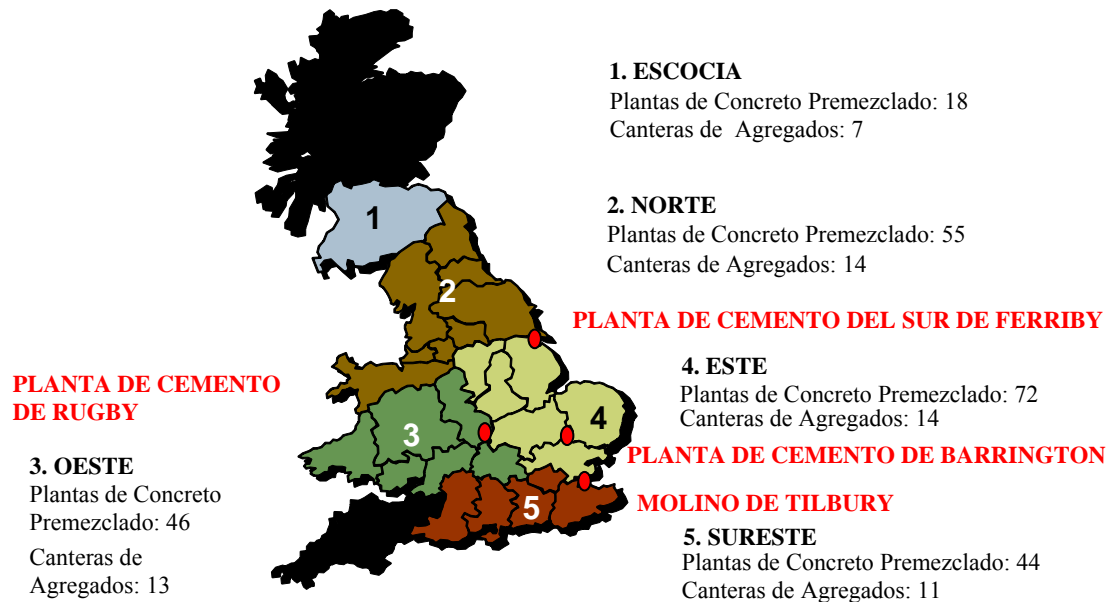 1. ESCOCIA
Plantas de Concreto Premezclado: 18
Canteras de Agregados: 7
1
2. NORTE
Plantas de Concreto Premezclado: 55
Canteras de Agregados: 14
2
PLANTA DE CEMENTO DEL SUR DE FERRIBY
PLANTA DE CEMENTO
DE RUGBY
4. ESTE
Plantas de Concreto Premezclado: 72
Canteras de Agregados: 14
3
4
PLANTA DE CEMENTO DE BARRINGTON
3. OESTE
Plantas de Concreto
Premezclado: 46
Canteras de
Agregados: 13
MOLINO DE TILBURY
5
5. SURESTE
Plantas de Concreto Premezclado: 44
Canteras de Agregados: 11